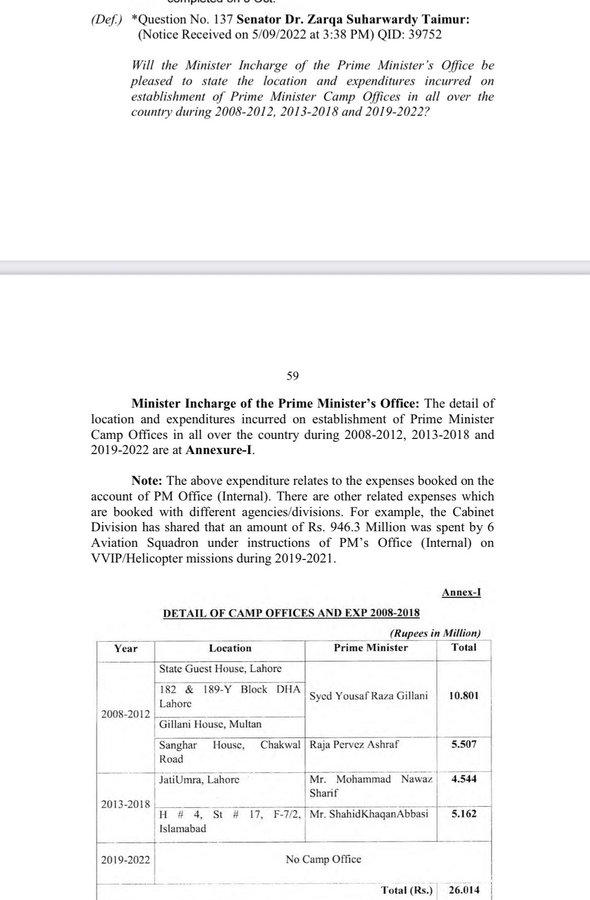 completed on 3 Oct.
(Def.) *Question No. 137 Senator Dr. Zarqa Suharwardy Taimur:
(Notice Received on 5/09/2022 at 3:38 PM) QID: 39752
Will the Minister Incharge of the Prime Minister's Office be
pleased to state the location and expenditures incurred on
establishment of Prime Minister Camp Offices in all over the
country during 2008-2012, 2013-2018 and 2019-2022?
59
Minister Incharge of the Prime Minister's Office: The detail of
location and expenditures incurred on establishment of Prime Minister
Camp Offices in all over the country during 2008-2012, 2013-2018 and
2019-2022 are at Annexure-I.
Note: The above expenditure relates to the expenses booked on the
account of PM Office (Internal). There are other related expenses which
are booked with different agencies/divisions. For example, the Cabinet
Division has shared that an amount of Rs. 946.3 Million was spent by 6
Aviation Squadron under instructions of PM's Office (Internal) on
VVIP/Helicopter missions during 2019-2021.
Annex-I
DETAIL OF CAMP OFFICES AND EXP 2008-2018
(Rupees in Million)
Year Location Prime Minister Total
2008-2012
State Guest House, Lahore
182 & 189-Y Block DHA
Lahore
Gillani House, Multan
Syed Yousaf Raza Gillani 10.801
Sanghar House, Chakwal Raja Pervez Ashraf 5.507
Road
2013-2018
JatiUmra, Lahore Mr. Mohammad Nawaz 4.544
Sharif
H # 4, St # 17, F-7/2, Mr. ShahidKhaqanAbbasi 5.162
Islamabad
2019-2022 No Camp Office
Total (Rs.) 26.014